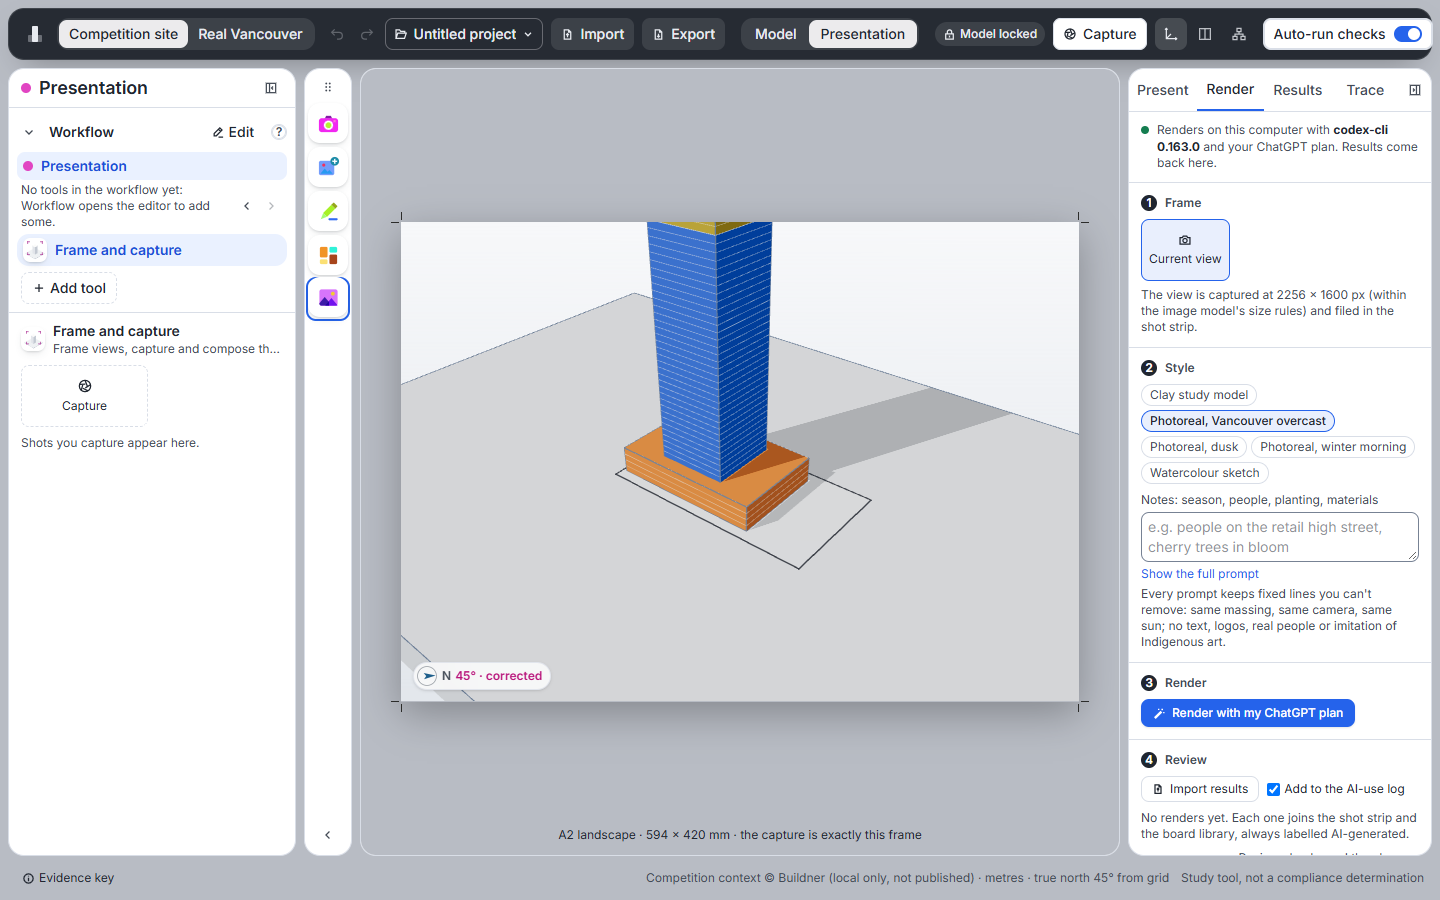 Competition site
Real Vancouver
Untitled project
Import
Export
Model
Presentation
Model locked
Capture
Auto-run checks
Presentation
Workflow
Edit
?
Presentation
No tools in the workflow yet:
Workflow opens the editor to add
some.
Frame and capture
+ Add tool
Frame and capture
Frame views, capture and compose th...
Capture
Shots you capture appear here.
N 45° · corrected
A2 landscape · 594 × 420 mm · the capture is exactly this frame
Present
Render
Results
Trace
Renders on this computer with codex-cli
0.163.0 and your ChatGPT plan. Results come
back here.
1 Frame
Current view
The view is captured at 2256 × 1600 px (within
the image model's size rules) and filed in the
shot strip.
2 Style
Clay study model
Photoreal, Vancouver overcast
Photoreal, dusk
Photoreal, winter morning
Watercolour sketch
Notes: season, people, planting, materials
e.g. people on the retail high street,
cherry trees in bloom
Show the full prompt
Every prompt keeps fixed lines you can't
remove: same massing, same camera, same
sun; no text, logos, real people or imitation of
Indigenous art.
3 Render
Render with my ChatGPT plan
4 Review
Import results
Add to the AI-use log
No renders yet. Each one joins the shot strip and
the board library, always labelled AI-generated.
Evidence key
Competition context © Buildner (local only, not published) · metres · true north 45° from grid
Study tool, not a compliance determination